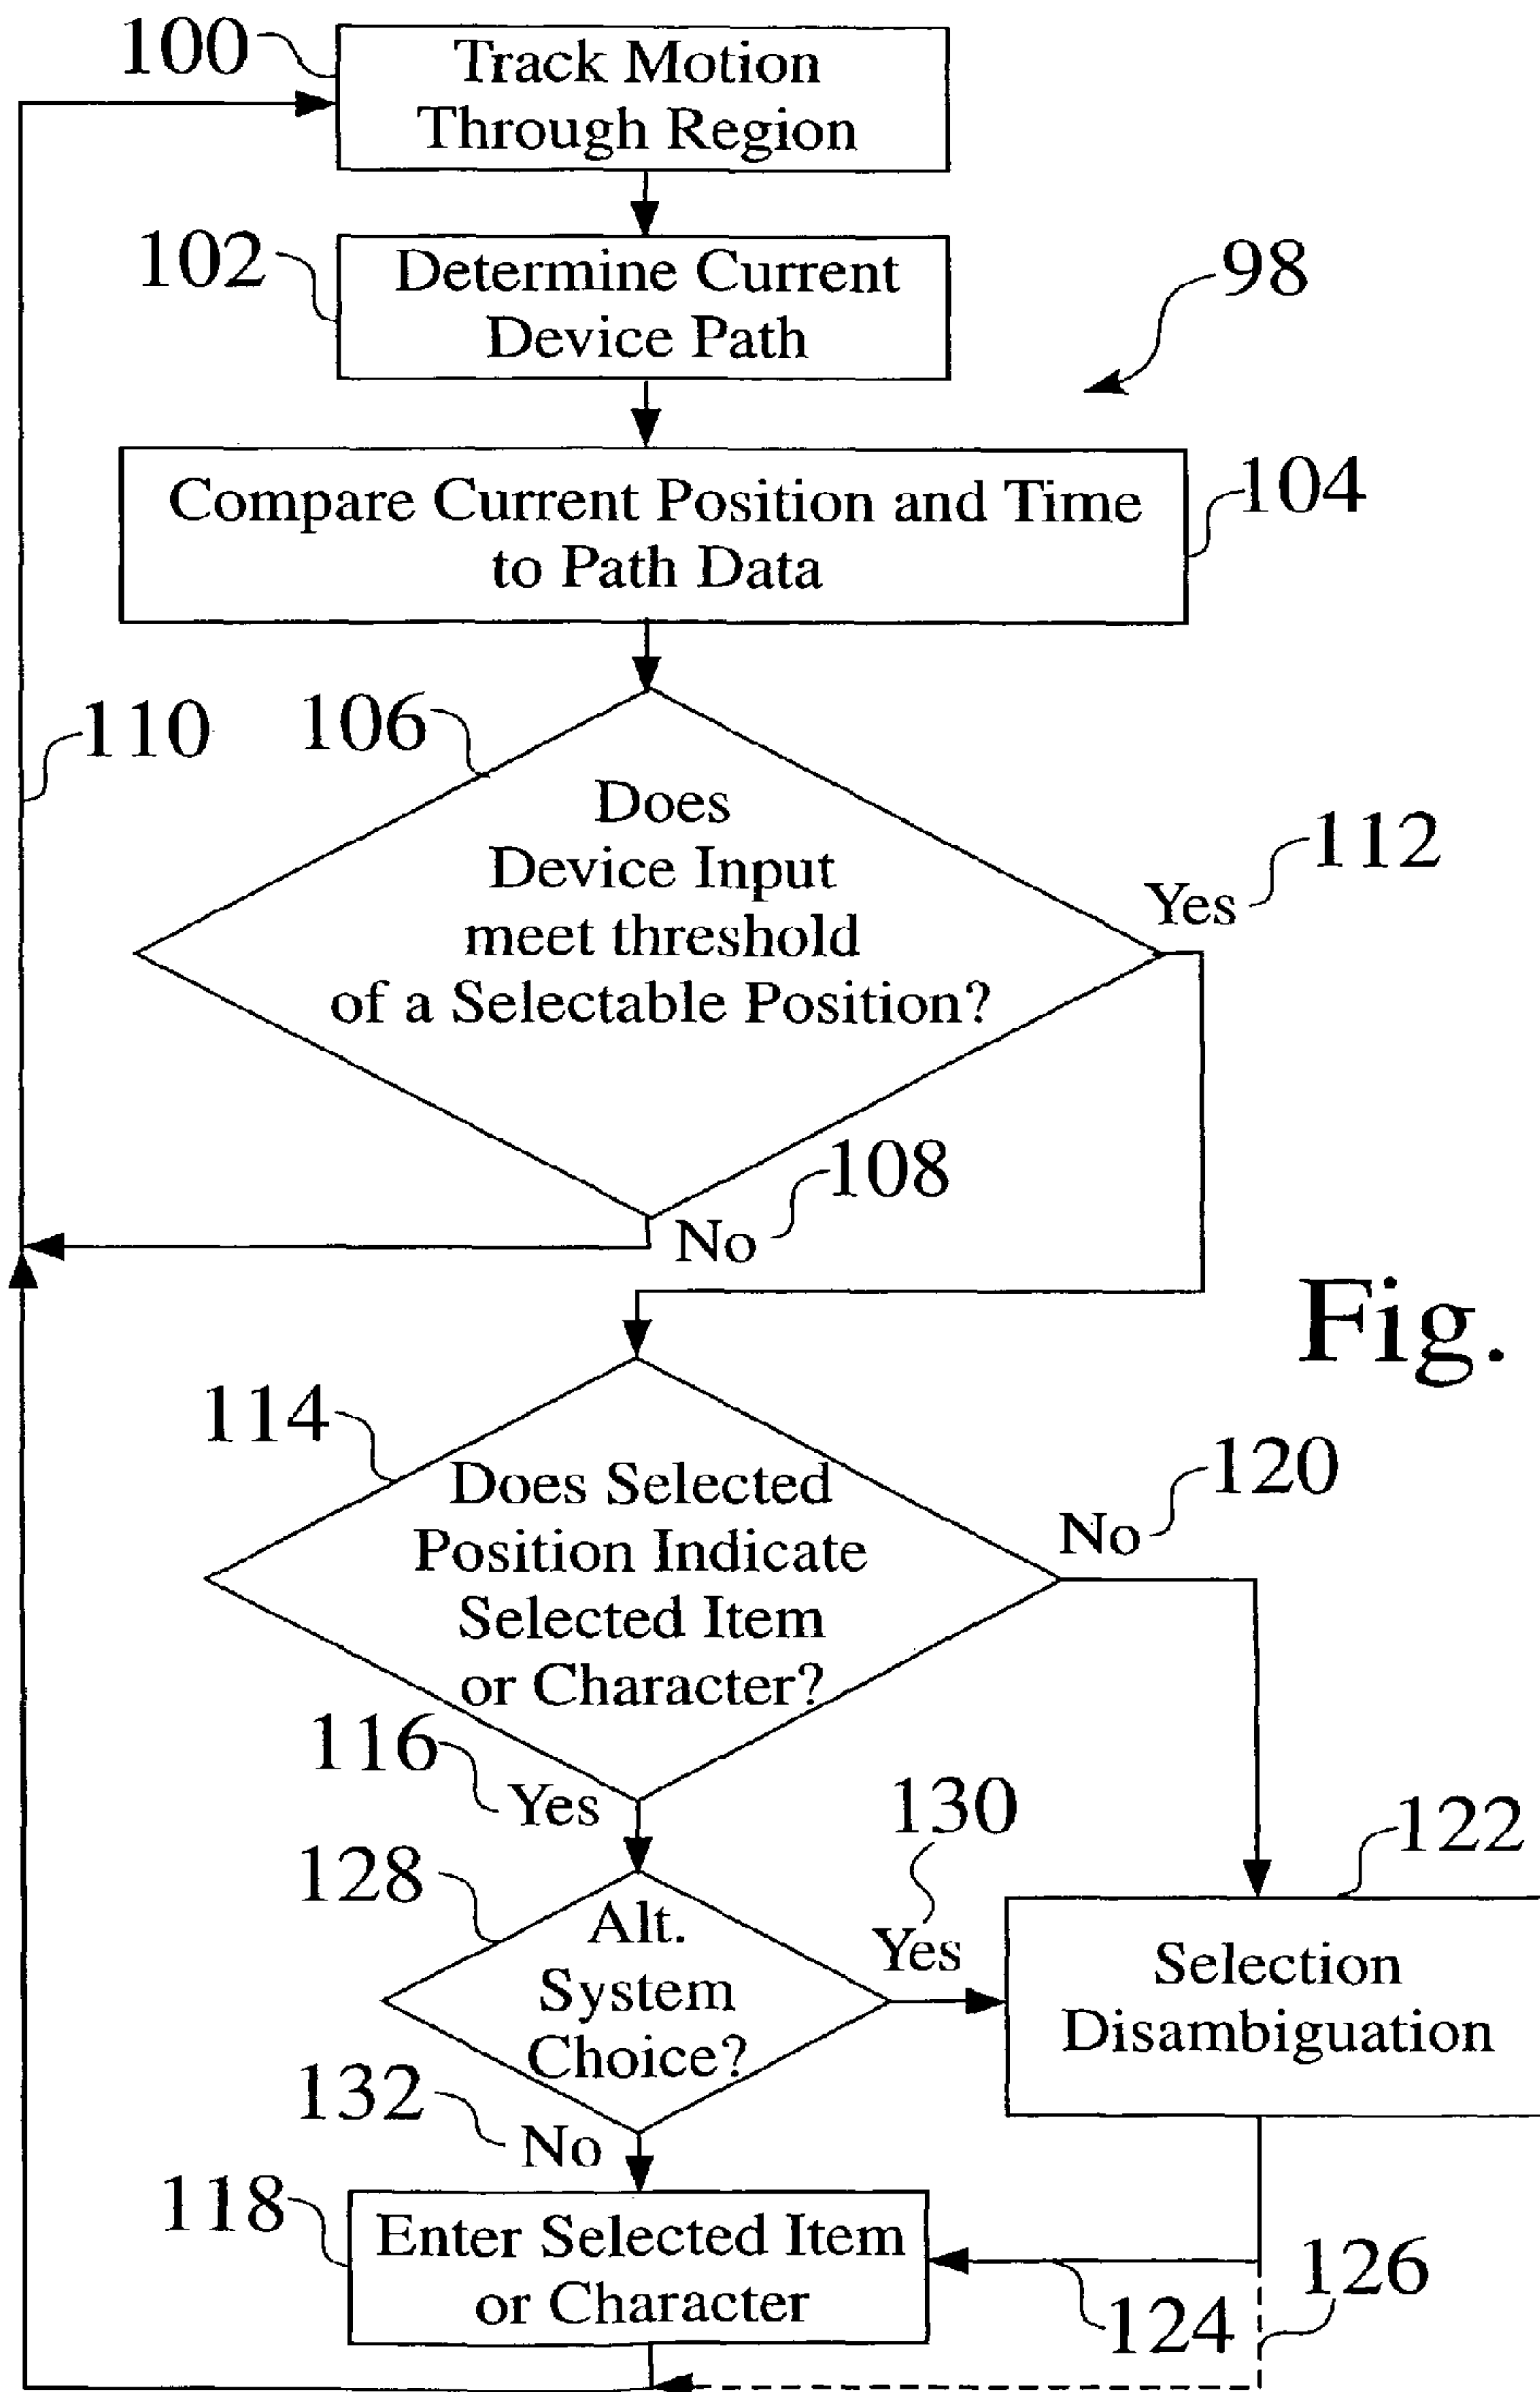 100
Track Motion
Through Region
102
Determine Current
Device Path
98
Compare Current Position and Time
to Path Data
104
110
106
Does
Device Input
meet threshold
of a Selectable Position?
112
Yes
108
No
Fig.
114
Does Selected
Position Indicate
Selected Item
or Character?
120
No
116
Yes
130
Yes
122
128
Alt.
System
Choice?
Selection
Disambiguation
132
No
118
Enter Selected Item
or Character
124
126